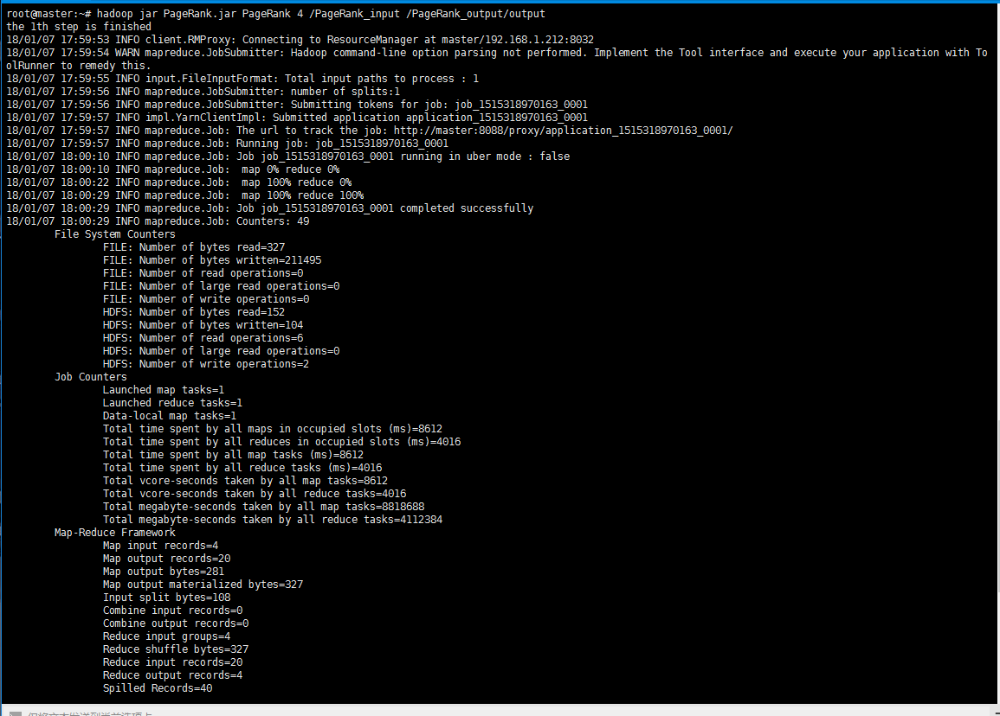 root@master:~# hadoop jar PageRank.jar PageRank 4 /PageRank_input /PageRank_output/output
the 1th step is finished
18/01/07 17:59:53 INFO client.RMProxy: Connecting to ResourceManager at master/192.168.1.212:8032
18/01/07 17:59:54 WARN mapreduce.JobSubmitter: Hadoop command-line option parsing not performed. Implement the Tool interface and execute your application with To
olRunner to remedy this.
18/01/07 17:59:55 INFO input.FileInputFormat: Total input paths to process : 1
18/01/07 17:59:56 INFO mapreduce.JobSubmitter: number of splits:1
18/01/07 17:59:56 INFO mapreduce.JobSubmitter: Submitting tokens for job: job_1515318970163_0001
18/01/07 17:59:57 INFO impl.YarnClientImpl: Submitted application application_1515318970163_0001
18/01/07 17:59:57 INFO mapreduce.Job: The url to track the job: http://master:8088/proxy/application_1515318970163_0001/
18/01/07 17:59:57 INFO mapreduce.Job: Running job: job_1515318970163_0001
18/01/07 18:00:10 INFO mapreduce.Job: Job job_1515318970163_0001 running in uber mode : false
18/01/07 18:00:10 INFO mapreduce.Job:  map 0% reduce 0%
18/01/07 18:00:22 INFO mapreduce.Job:  map 100% reduce 0%
18/01/07 18:00:29 INFO mapreduce.Job:  map 100% reduce 100%
18/01/07 18:00:29 INFO mapreduce.Job: Job job_1515318970163_0001 completed successfully
18/01/07 18:00:29 INFO mapreduce.Job: Counters: 49
File System Counters
FILE: Number of bytes read=327
FILE: Number of bytes written=211495
FILE: Number of read operations=0
FILE: Number of large read operations=0
FILE: Number of write operations=0
HDFS: Number of bytes read=152
HDFS: Number of bytes written=104
HDFS: Number of read operations=6
HDFS: Number of large read operations=0
HDFS: Number of write operations=2
Job Counters
Launched map tasks=1
Launched reduce tasks=1
Data-local map tasks=1
Total time spent by all maps in occupied slots (ms)=8612
Total time spent by all reduces in occupied slots (ms)=4016
Total time spent by all map tasks (ms)=8612
Total time spent by all reduce tasks (ms)=4016
Total vcore-seconds taken by all map tasks=8612
Total vcore-seconds taken by all reduce tasks=4016
Total megabyte-seconds taken by all map tasks=8818688
Total megabyte-seconds taken by all reduce tasks=4112384
Map-Reduce Framework
Map input records=4
Map output records=20
Map output bytes=281
Map output materialized bytes=327
Input split bytes=108
Combine input records=0
Combine output records=0
Reduce input groups=4
Reduce shuffle bytes=327
Reduce input records=20
Reduce output records=4
Spilled Records=40